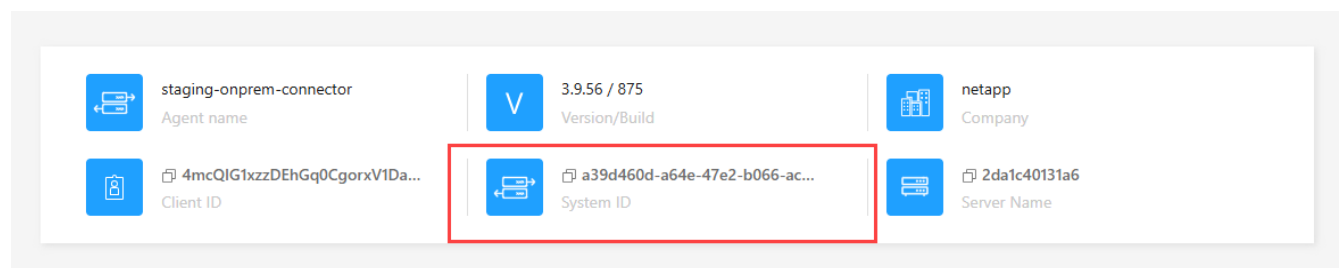 staging-onprem-connector
Agent name
V
3.9.56 / 875
Version/Build
netapp
Company
4mcQIG1xzzDEhGq0CgorxV1Da...
Client ID
a39d460d-a64e-47e2-b066-ac...
System ID
2da1c40131a6
Server Name